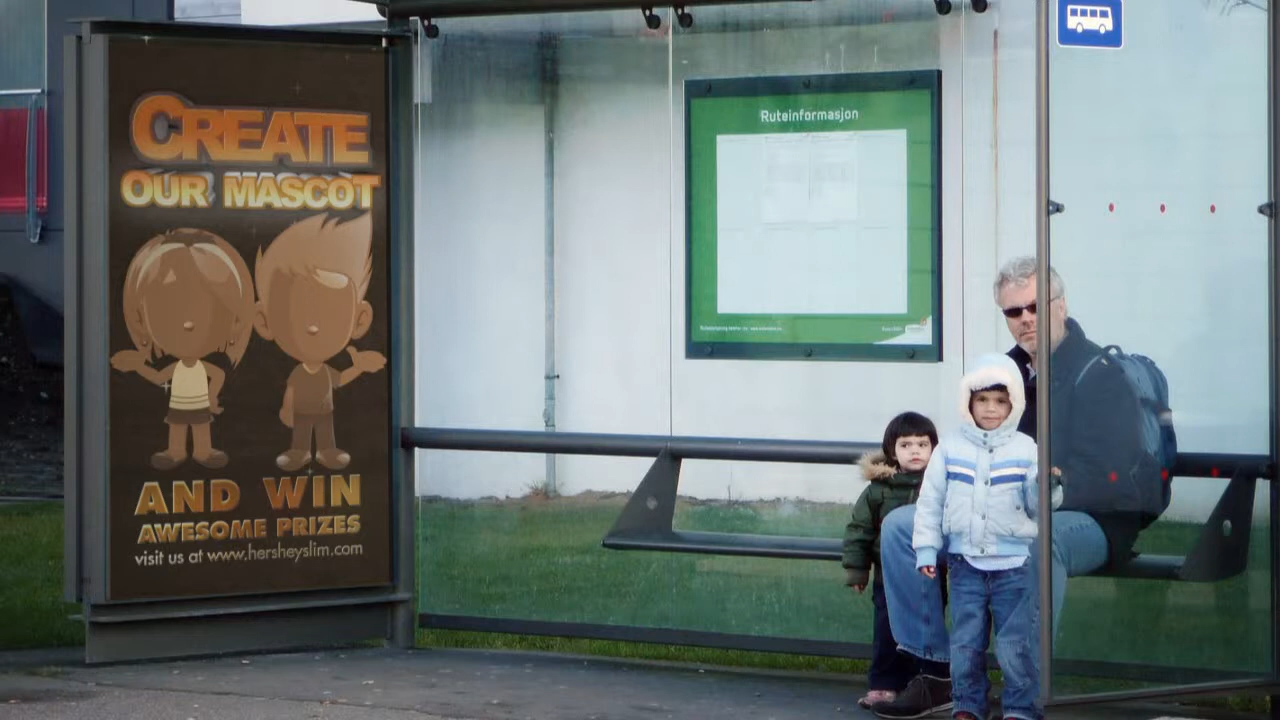 CREATE
OUR MASCOT
AND WIN
AWESOME PRIZES
visit us at www.hersheyslim.com
Ruteinformasjon